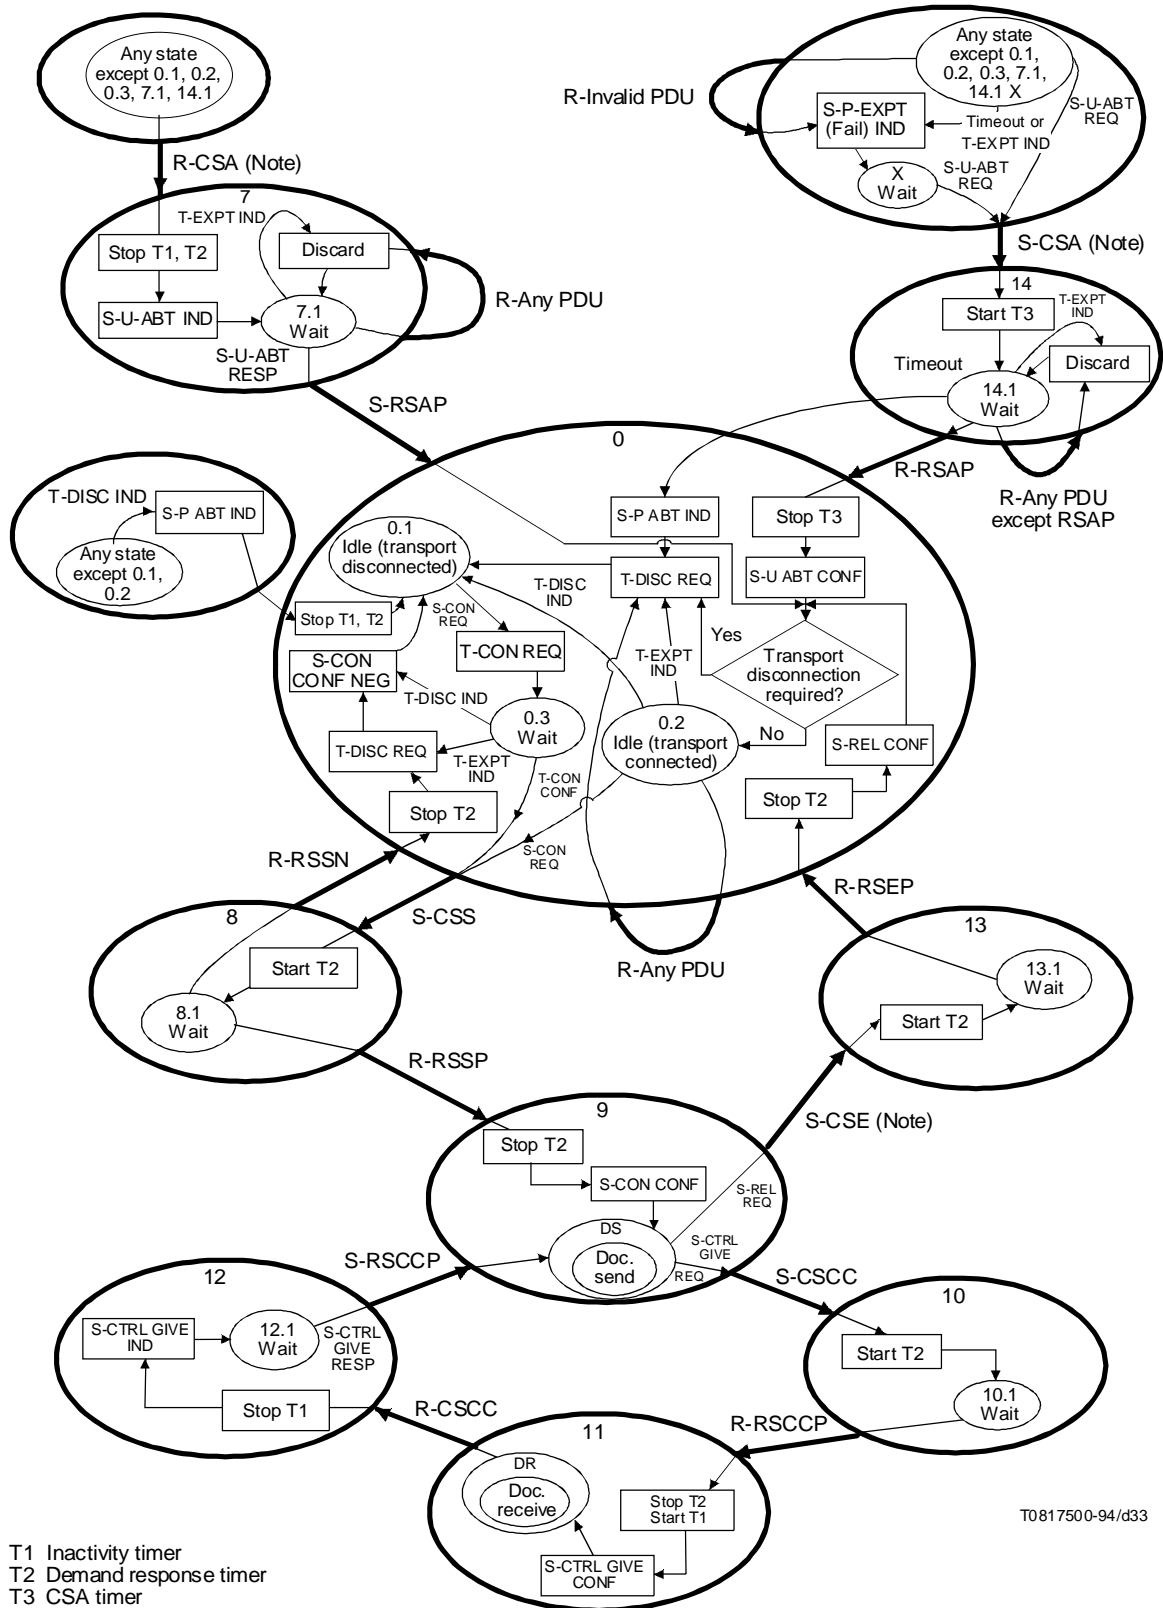 Any state
except 0.1, 0.2,
0.3, 7.1, 14.1
R-CSA (Note)
Any state
except 0.1,
0.2, 0.3, 7.1,
14.1 X
R-Invalid PDU
S-P-EXPT
(Fail) IND
Timeout or
T-EXPT IND
S-U-ABT
REQ
X
Wait
S-U-ABT
REQ
S-CSA (Note)
7
T-EXPT IND
Stop T1, T2
Discard
S-U-ABT IND
7.1
Wait
R-Any PDU
S-U-ABT
RESP
S-RSAP
14
Start T3
T-EXPT
IND
Timeout
Discard
14.1
Wait
R-RSAP
R-Any PDU
except RSAP
T-DISC IND
S-P ABT IND
Any state
except 0.1,
0.2
0
0.1
Idle (transport
disconnected)
S-P ABT IND
Stop T3
T-DISC REQ
S-U ABT CONF
T-DISC
IND
Stop T1, T2
S-CON
REQ
T-CON REQ
Yes
Transport
disconnection
required?
No
T-EXPT
IND
S-CON
CONF NEG
T-DISC IND
0.3
Wait
0.2
Idle (transport
connected)
S-REL CONF
T-DISC REQ
T-EXPT
IND
T-CON
CONF
Stop T2
Stop T2
S-CON
REQ
R-RSSN
S-CSS
R-Any PDU
R-RSEP
8
Start T2
8.1
Wait
R-RSSP
13
13.1
Wait
Start T2
S-CSE (Note)
9
Stop T2
S-CON CONF
S-REL
REQ
DS
Doc.
send
S-CTRL
GIVE
REQ
S-RSCCP
S-CSCC
12
S-CTRL GIVE
IND
12.1
Wait
S-CTRL
GIVE
RESP
Stop T1
R-CSCC
10
Start T2
10.1
Wait
R-RSCCP
11
DR
Doc.
receive
Stop T2
Start T1
S-CTRL GIVE
CONF
T0817500-94/d33
T1 Inactivity timer
T2 Demand response timer
T3 CSA timer